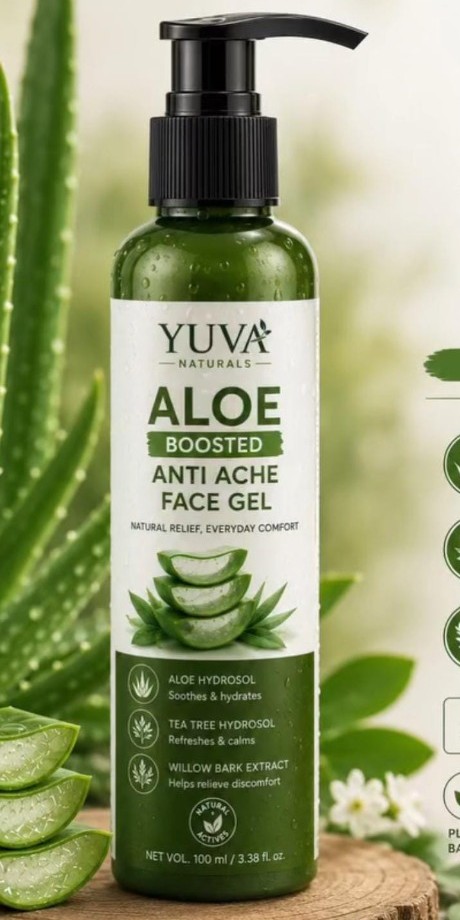 YUVA
NATURALS
ALOE
BOOSTED
ANTI ACHE
FACE GEL
NATURAL RELIEF, EVERYDAY COMFORT
ALOE HYDROSOL
Soothes & hydrates
TEA TREE HYDROSOL
Refreshes & calms
WILLOW BARK EXTRACT
Helps relieve discomfort
NATURAL
ACTIVES
NET VOL. 100 ml / 3.38 fl. oz.